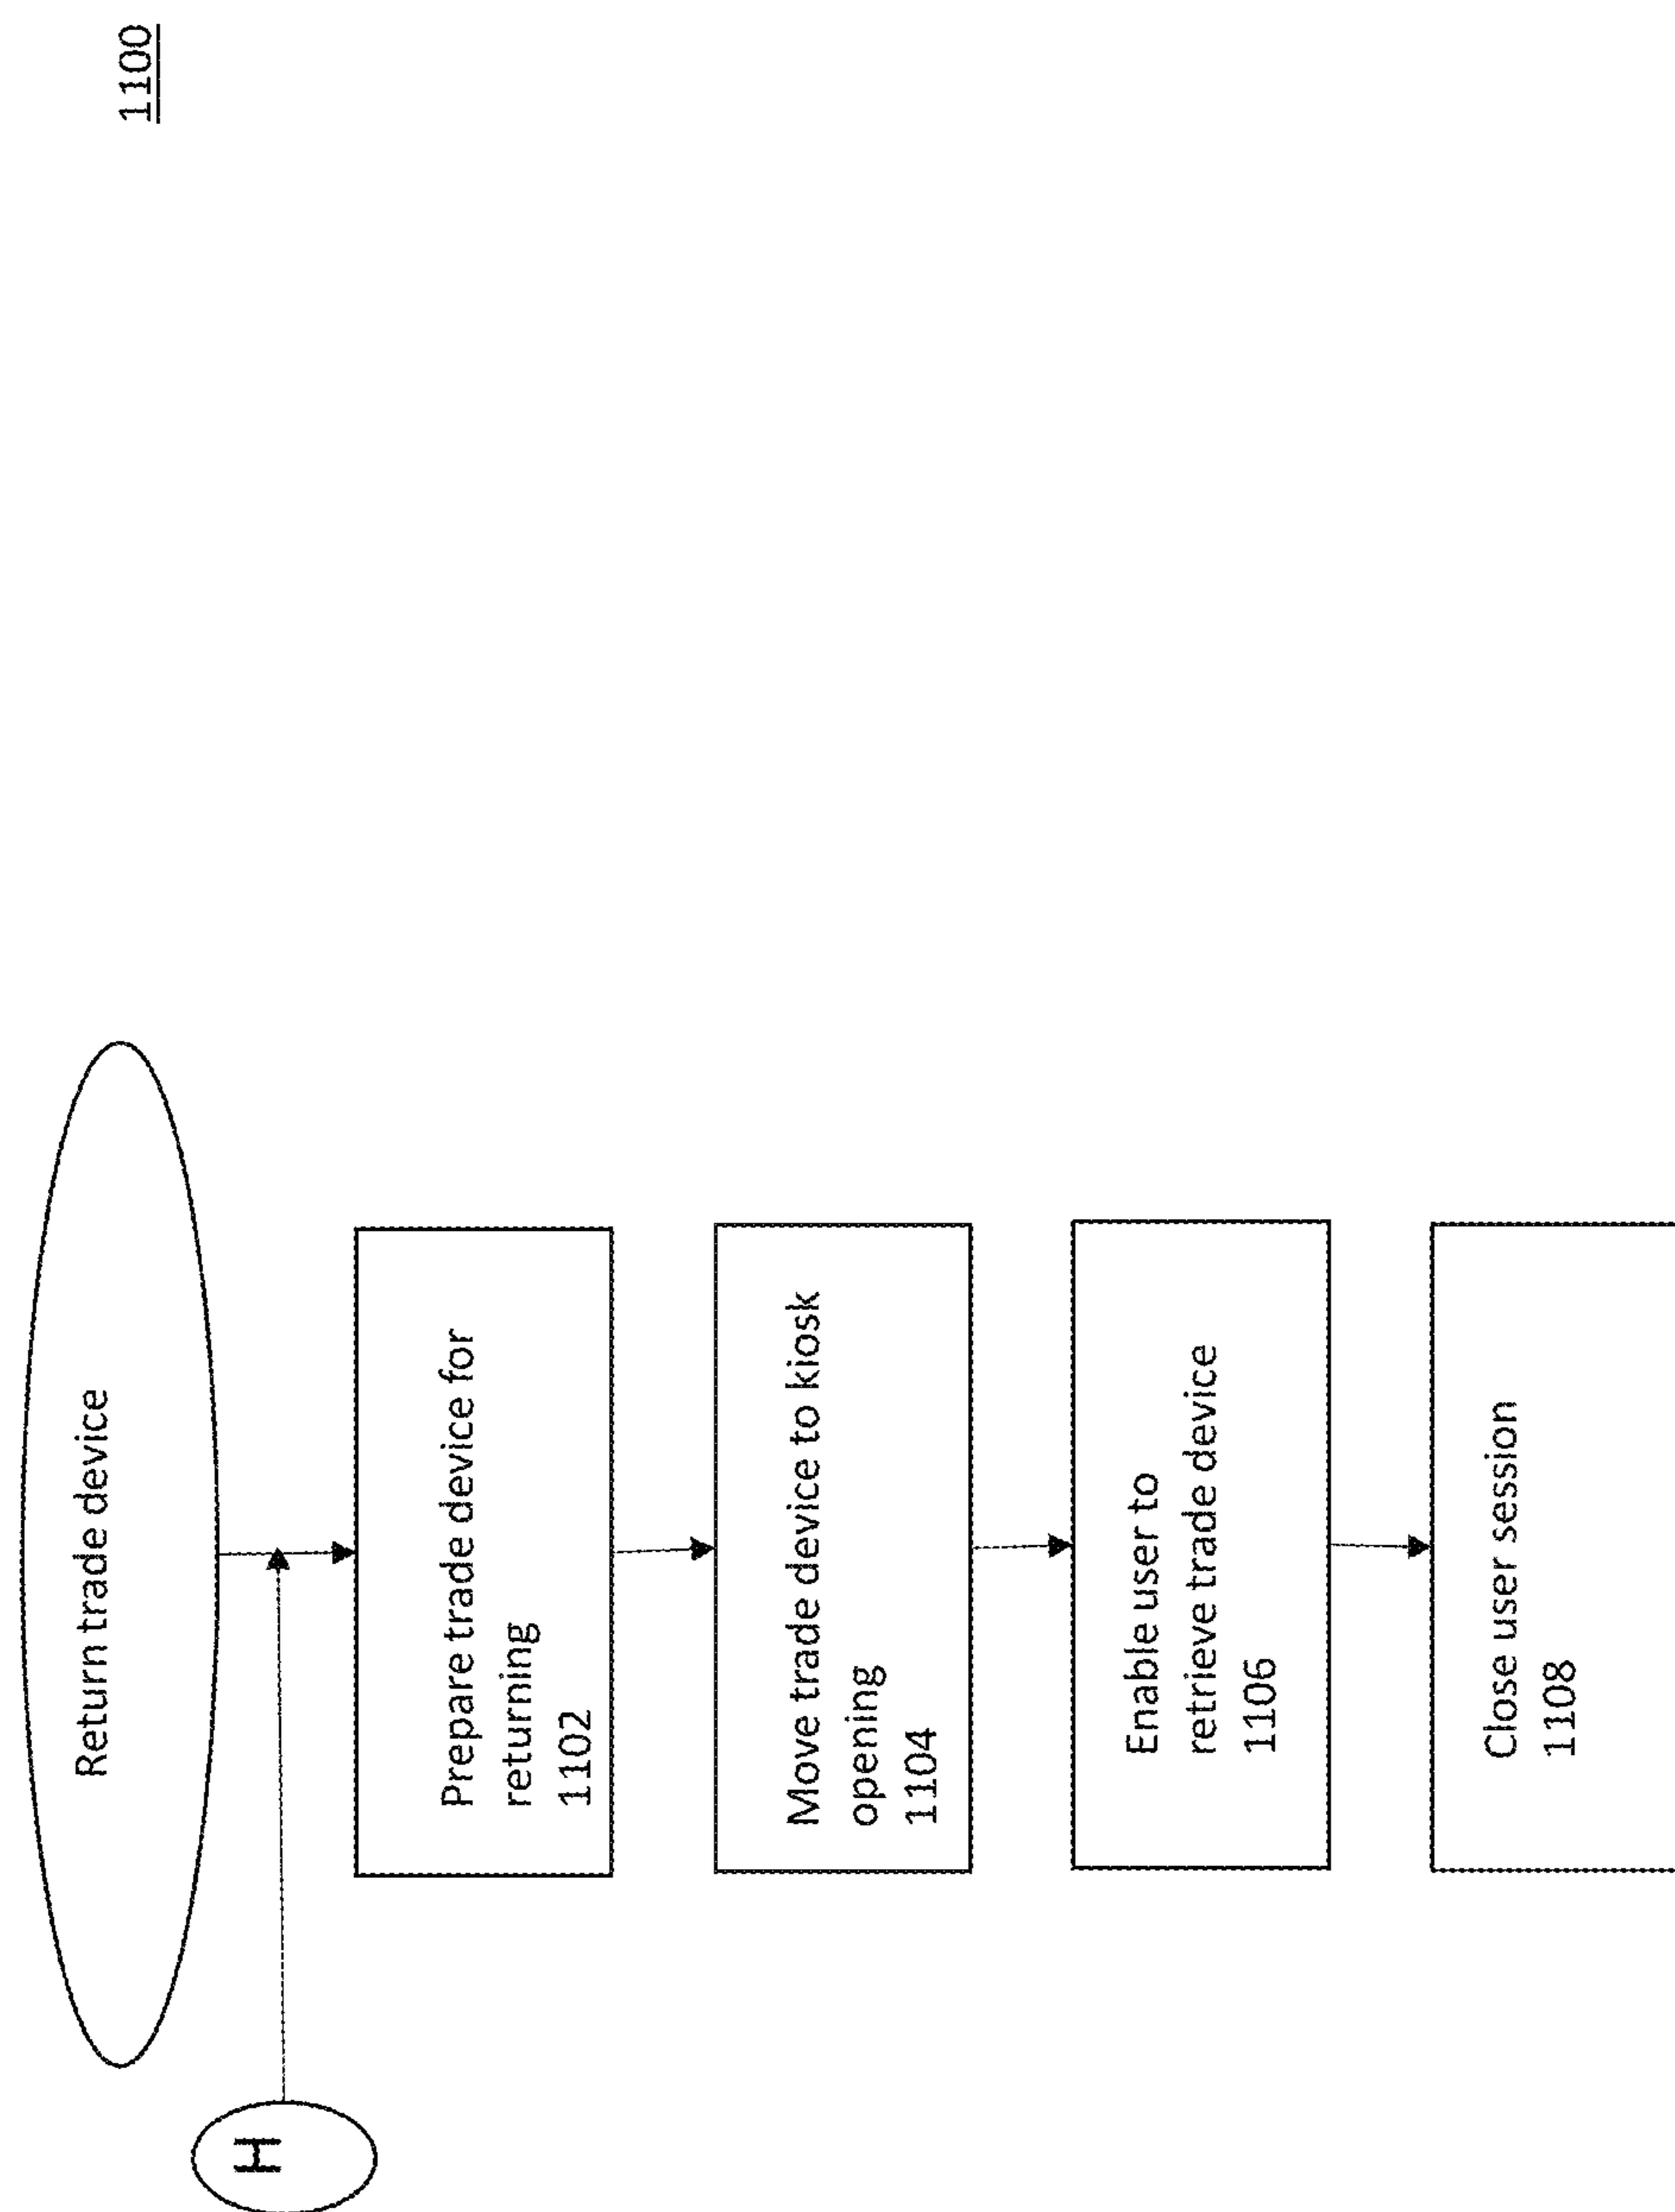 1100
Return trade device
H
Prepare trade device for
returning
1102
Move trade device to kiosk
opening
1104
Enable user to
retrieve trade device
1106
Close user session
1108